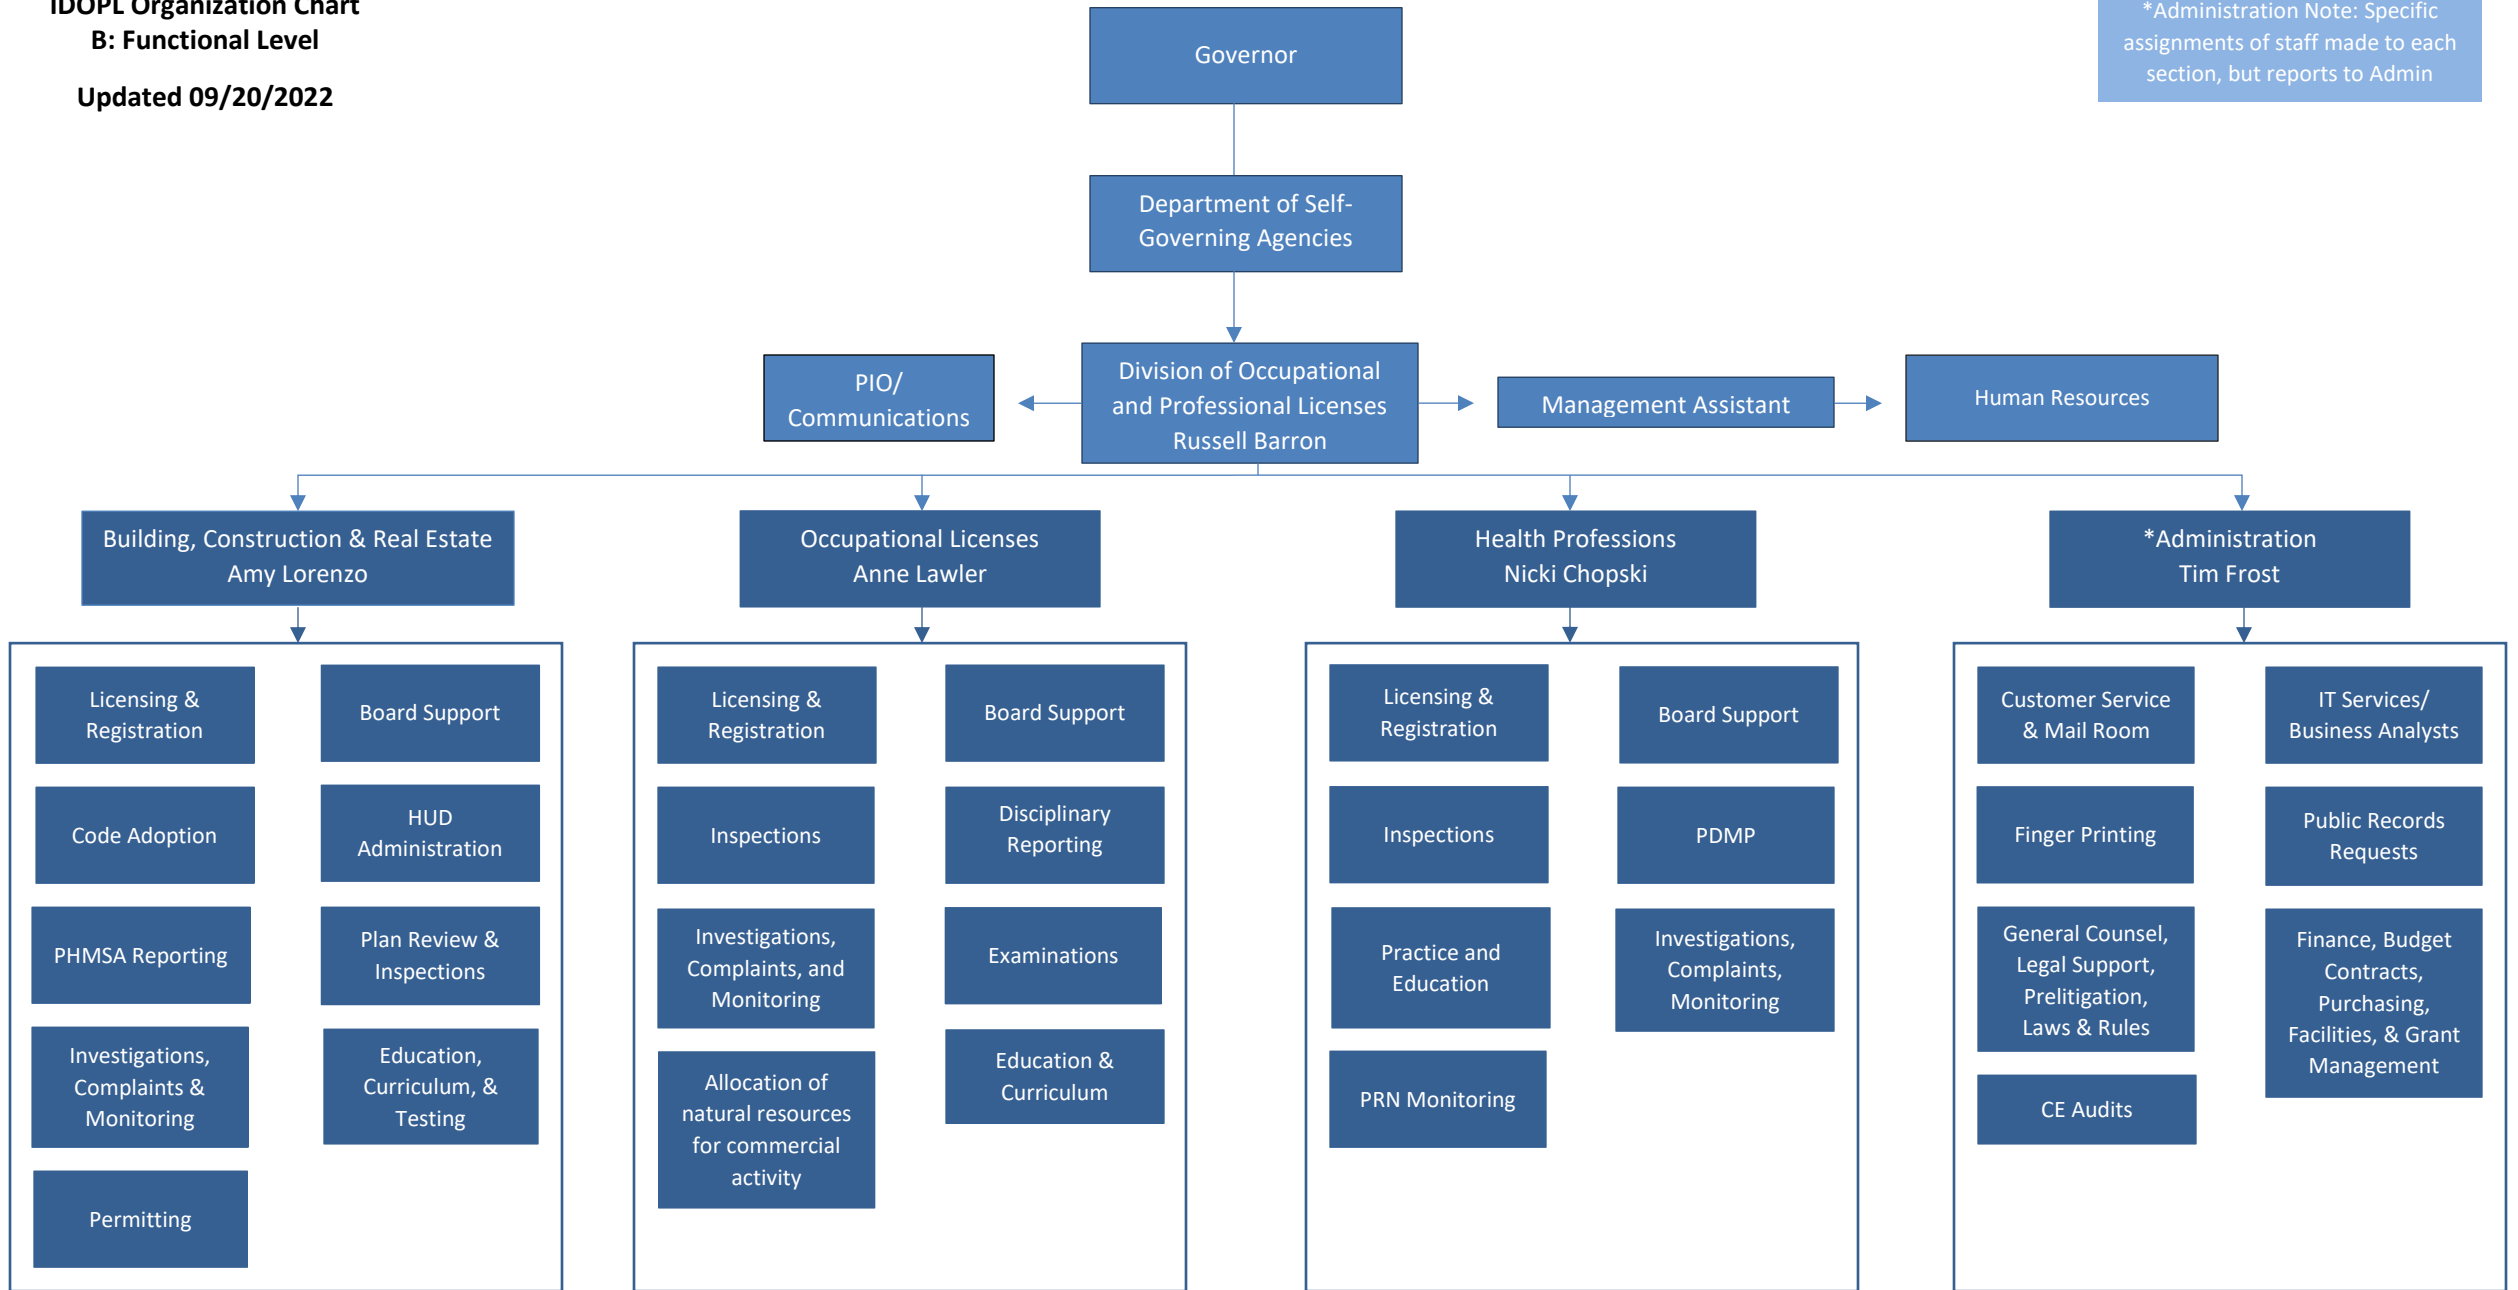 IDOPL Organization Chart
B: Functional Level
Updated 09/20/2022
*Administration Note: Specific
assignments of staff made to each
section, but reports to Admin
Governor
Department of Self-
Governing Agencies
PIO/
Communications
Division of Occupational
and Professional Licenses
Russell Barron
Management Assistant
Human Resources
Building, Construction & Real Estate
Amy Lorenzo
Occupational Licenses
Anne Lawler
Health Professions
Nicki Chopski
*Administration
Tim Frost
Licensing &
Registration
Board Support
Code Adoption
HUD
Administration
PHMSA Reporting
Plan Review &
Inspections
Investigations,
Complaints &
Monitoring
Education,
Curriculum, &
Testing
Permitting
Licensing &
Registration
Board Support
Inspections
Disciplinary
Reporting
Investigations,
Complaints, and
Monitoring
Examinations
Allocation of
natural resources
for commercial
activity
Education &
Curriculum
Licensing &
Registration
Board Support
Inspections
PDMP
Practice and
Education
Investigations,
Complaints,
Monitoring
PRN Monitoring
Customer Service
& Mail Room
IT Services/
Business Analysts
Finger Printing
Public Records
Requests
General Counsel,
Legal Support,
Prelitigation,
Laws & Rules
Finance, Budget
Contracts,
Purchasing,
Facilities, & Grant
Management
CE Audits